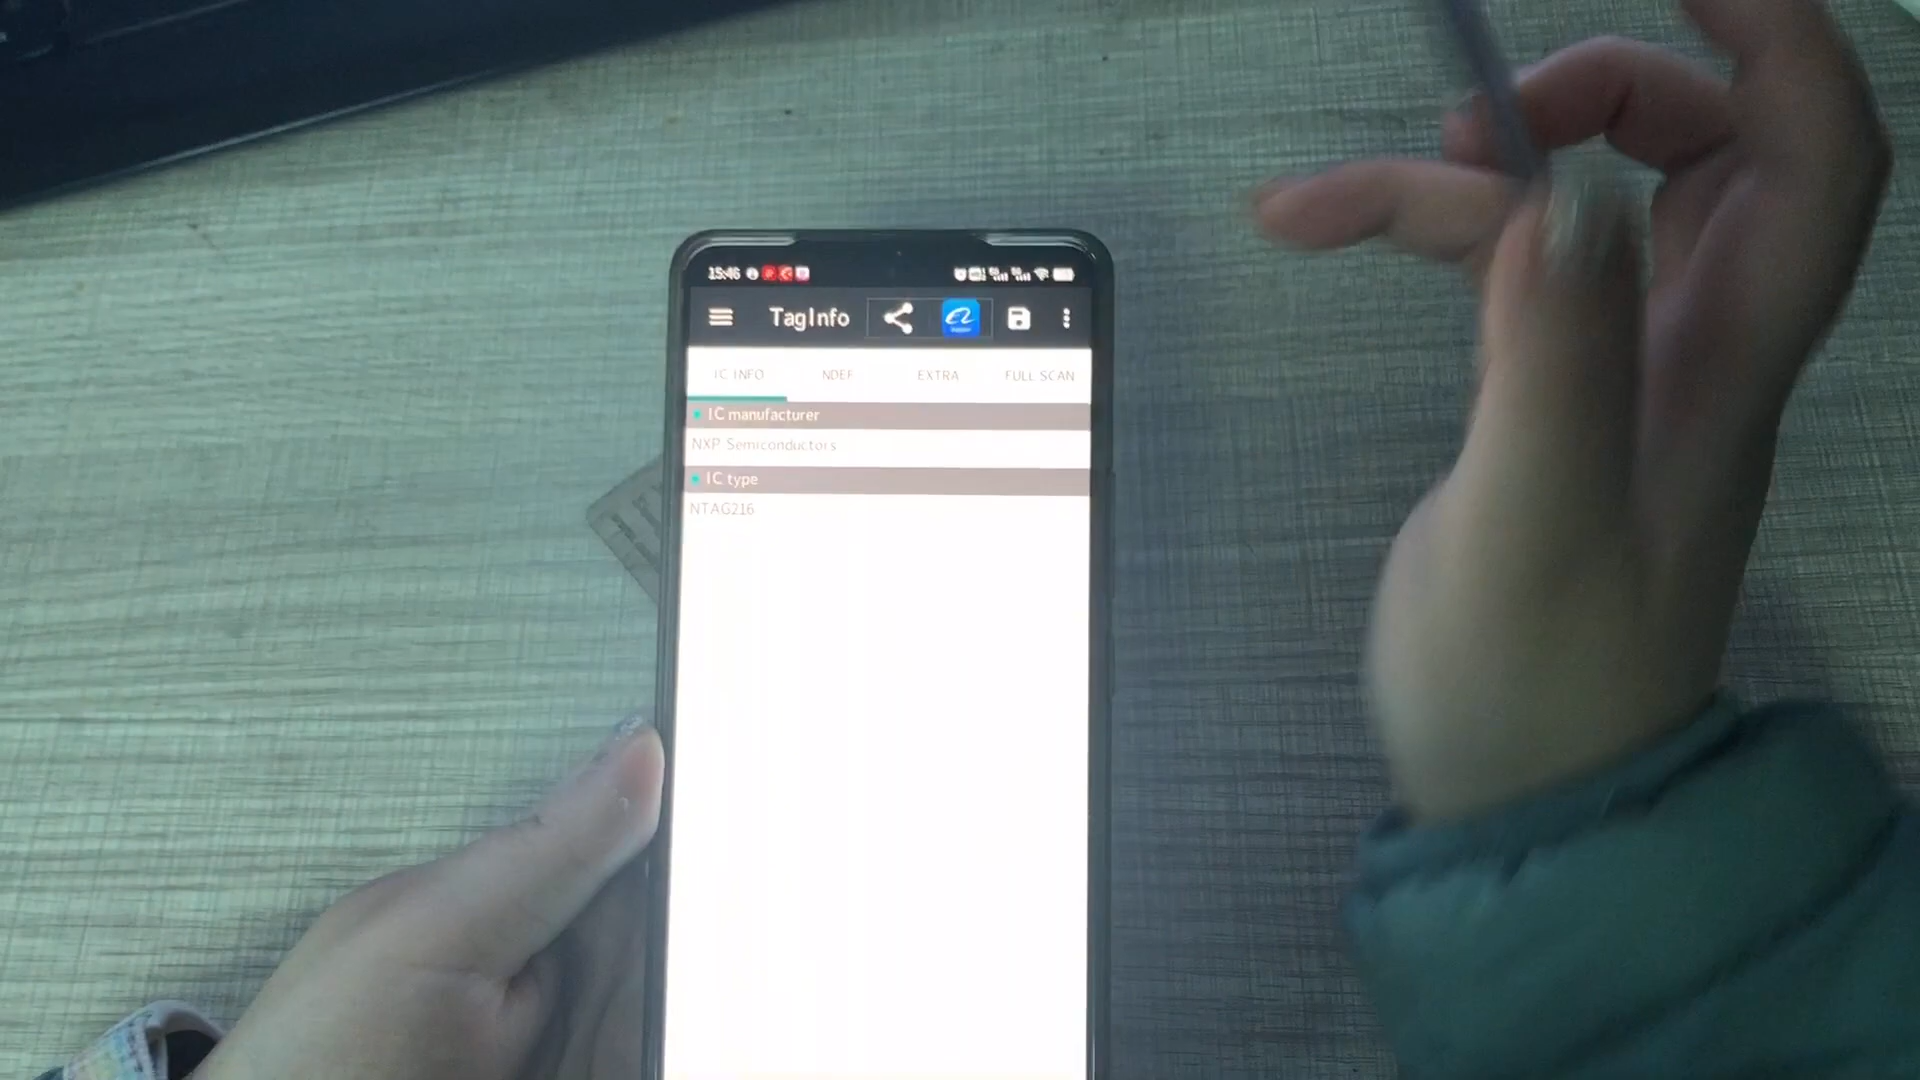 15:46
TagInfo
IC INFO NDEF EXTRA FULL SCAN
IC manufacturer
NXP Semiconductors
IC type
NTAG216